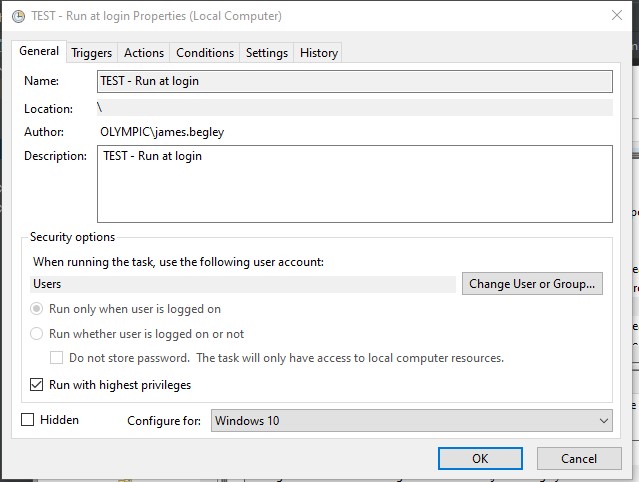 TEST - Run at login Properties (Local Computer)
General Triggers Actions Conditions Settings History
Name: TEST - Run at login
Location: \
Author: OLYMPIC\james.begley
Description: TEST - Run at login
Security options
When running the task, use the following user account:
Users Change User or Group...
Run only when user is logged on
Run whether user is logged on or not
Do not store password. The task will only have access to local computer resources.
Run with highest privileges
Hidden Configure for: Windows 10
OK Cancel